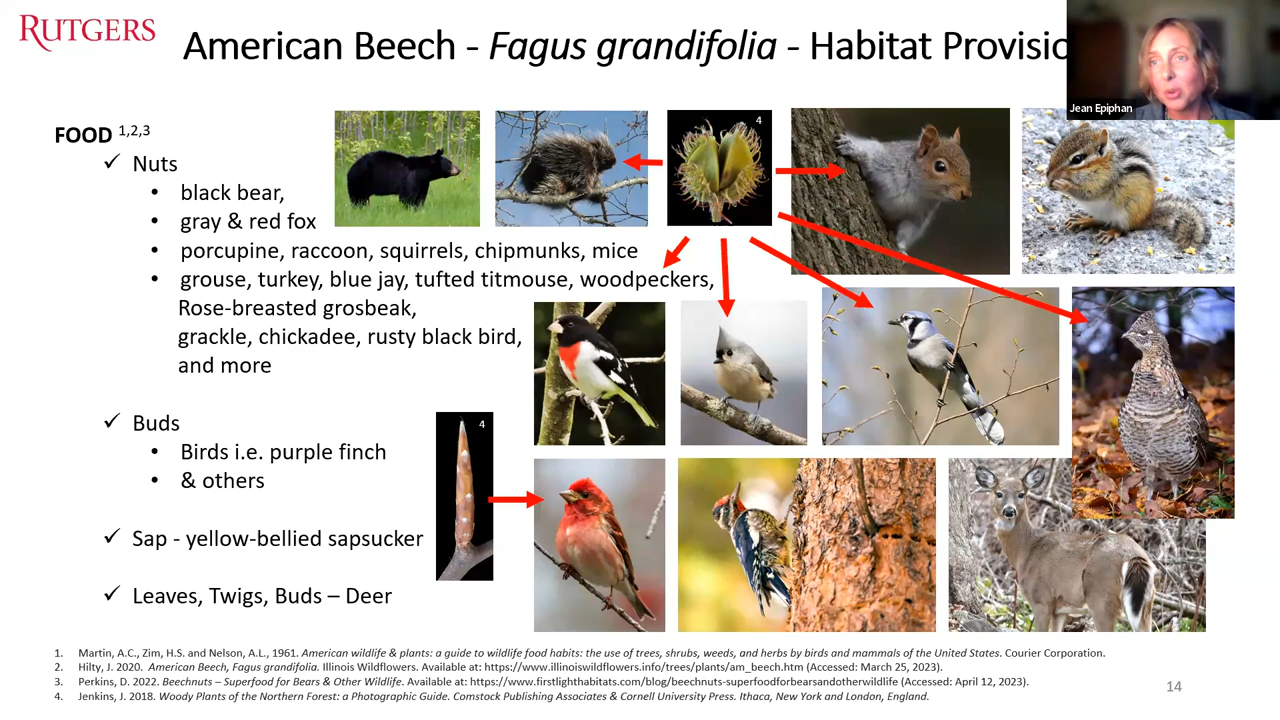 RUTGERS
American Beech - Fagus grandifolia - Habitat Provisio
Jean Epiphan
FOOD 1,2,3
✓ Nuts
• black bear,
• gray & red fox
• porcupine, raccoon, squirrels, chipmunks, mice
• grouse, turkey, blue jay, tufted titmouse, woodpeckers,
Rose-breasted grosbeak,
grackle, chickadee, rusty black bird,
and more
4
✓ Buds
• Birds i.e. purple finch
• & others
4
✓ Sap - yellow-bellied sapsucker
✓ Leaves, Twigs, Buds – Deer
1. Martin, A.C., Zim, H.S. and Nelson, A.L., 1961. American wildlife & plants: a guide to wildlife food habits: the use of trees, shrubs, weeds, and herbs by birds and mammals of the United States. Courier Corporation.
2. Hilty, J. 2020. American Beech, Fagus grandifolia. Illinois Wildflowers. Available at: https://www.illinoiswildflowers.info/trees/plants/am_beech.htm (Accessed: March 25, 2023).
3. Perkins, D. 2022. Beechnuts – Superfood for Bears & Other Wildlife. Available at: https://www.firstlighthabitats.com/blog/beechnuts-superfoodforbearsandotherwildlife (Accessed: April 12, 2023).
4. Jenkins, J. 2018. Woody Plants of the Northern Forest: a Photographic Guide. Comstock Publishing Associates & Cornell University Press. Ithaca, New York and London, England.
14